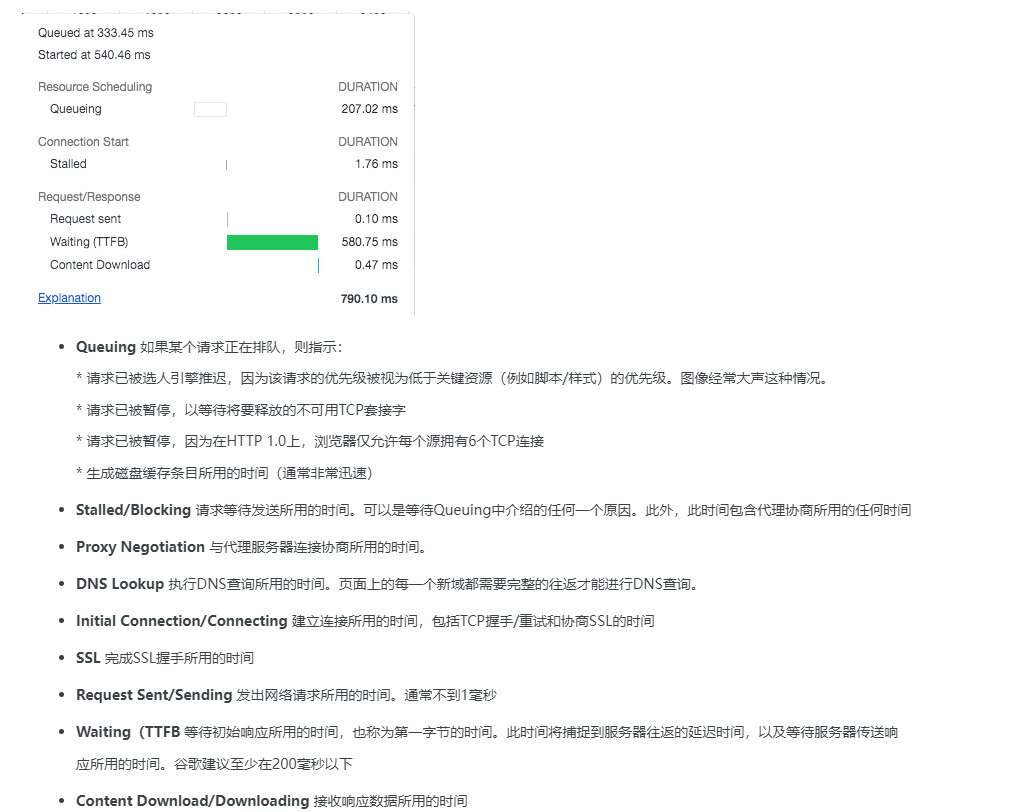 Queued at 333.45 ms
Started at 540.46 ms
Resource Scheduling DURATION
Queueing 207.02 ms
Connection Start DURATION
Stalled 1.76 ms
Request/Response DURATION
Request sent 0.10 ms
Waiting (TTFB) 580.75 ms
Content Download 0.47 ms
Explanation 790.10 ms
• Queuing 如果某个请求正在排队，则指示：
* 请求已被选人引擎推迟，因为该请求的优先级被视为低于关键资源（例如脚本/样式）的优先级。图像经常大声这种情况。
* 请求已被暂停，以等待将要释放的不可用TCP套接字
* 请求已被暂停，因为在HTTP 1.0上，浏览器仅允许每个源拥有6个TCP连接
* 生成磁盘缓存条目所用的时间（通常非常迅速）
• Stalled/Blocking 请求等待发送所用的时间。可以是等待Queuing中介绍的任何一个原因。此外，此时间包含代理协商所用的任何时间
• Proxy Negotiation 与代理服务器连接协商所用的时间。
• DNS Lookup 执行DNS查询所用的时间。页面上的每一个新域都需要完整的往返才能进行DNS查询。
• Initial Connection/Connecting 建立连接所用的时间，包括TCP握手/重试和协商SSL的时间
• SSL 完成SSL握手所用的时间
• Request Sent/Sending 发出网络请求所用的时间。通常不到1毫秒
• Waiting（TTFB 等待初始响应所用的时间，也称为第一字节的时间。此时间将捕捉到服务器往返的延迟时间，以及等待服务器传送响
应所用的时间。谷歌建议至少在200毫秒以下
• Content Download/Downloading 接收响应数据所用的时间